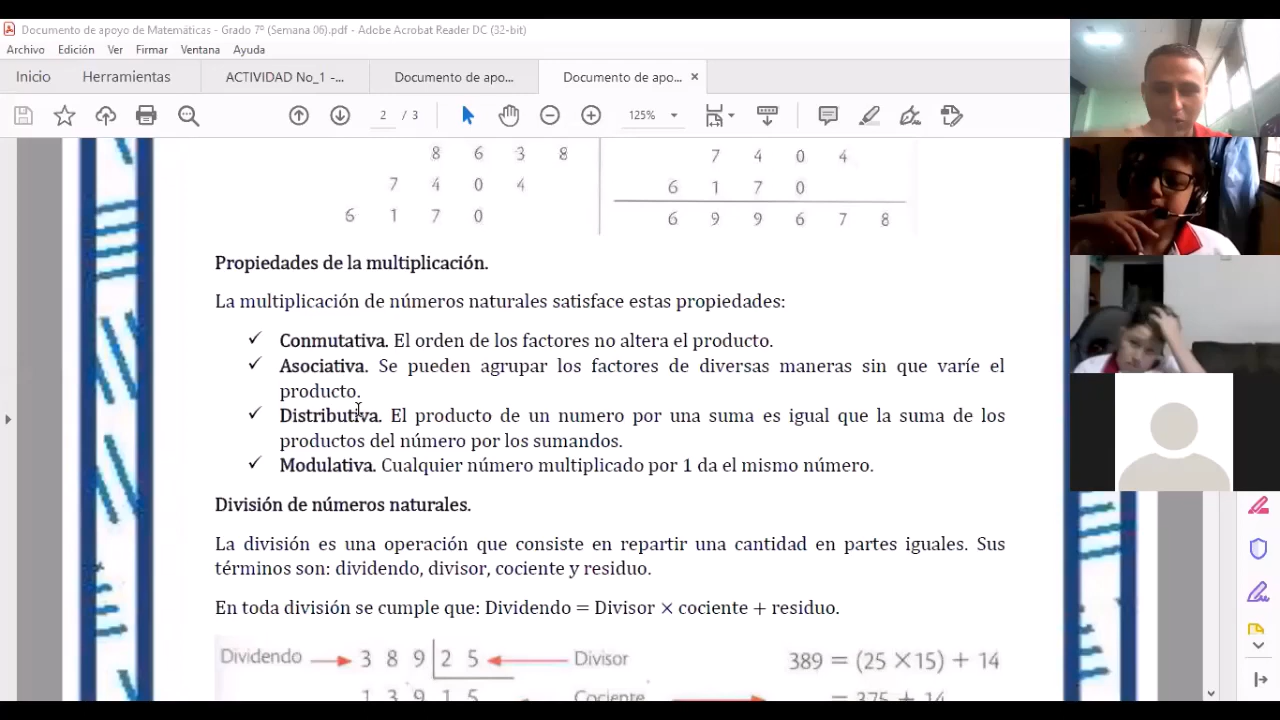 Documento de apoyo de Matemáticas - Grado 7º (Semana 06).pdf - Adobe Acrobat Reader DC (32-bit)
Archivo Edición Ver Firmar Ventana Ayuda
Inicio Herramientas ACTIVIDAD No_1 -... Documento de apo... Documento de apo... ×
2 / 3 125%
8 6 3 8
7 4 0 4
6 1 7 0
7 4 0 4
6 1 7 0
6 9 9 6 7 8
Propiedades de la multiplicación.
La multiplicación de números naturales satisface estas propiedades:
✓ Conmutativa. El orden de los factores no altera el producto.
✓ Asociativa. Se pueden agrupar los factores de diversas maneras sin que varíe el
producto.
✓ Distributiva. El producto de un numero por una suma es igual que la suma de los
productos del número por los sumandos.
✓ Modulativa. Cualquier número multiplicado por 1 da el mismo número.
División de números naturales.
La división es una operación que consiste en repartir una cantidad en partes iguales. Sus
términos son: dividendo, divisor, cociente y residuo.
En toda división se cumple que: Dividendo = Divisor × cociente + residuo.
Dividendo 3 8 9 2 5 Divisor 389 = (25 ×15) + 14
1 3 9 1 5 Cociente = 375 + 14